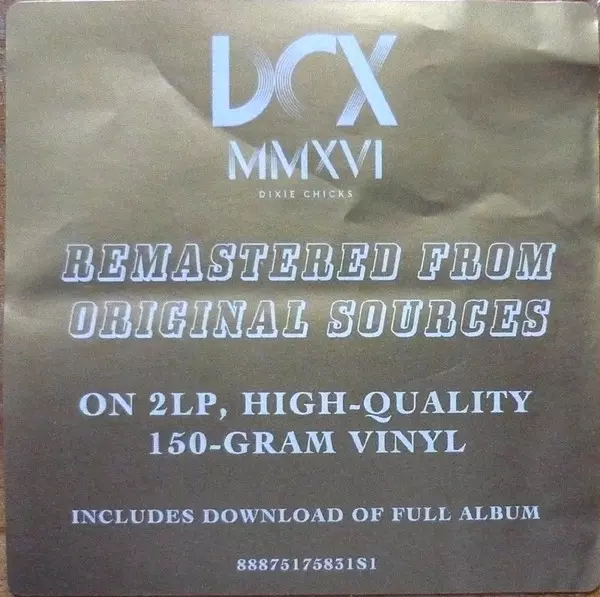 DCX
MMXVI
DIXIE CHICKS
REMASTERED FROM
ORIGINAL SOURCES
ON 2LP, HIGH-QUALITY
150-GRAM VINYL
INCLUDES DOWNLOAD OF FULL ALBUM
88875175831S1